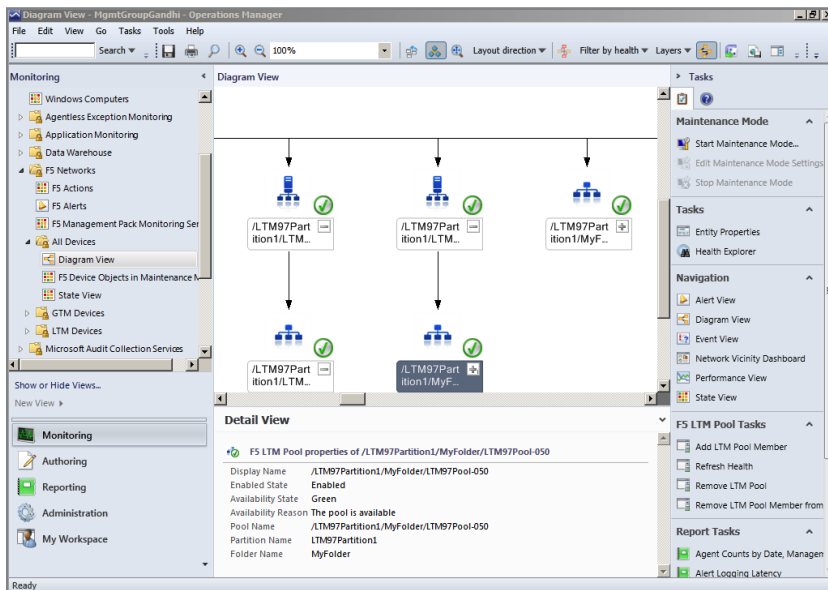 Diagram View - MgmtGroupGandhi - Operations Manager
File Edit View Go Tasks Tools Help
Search 100% Layout direction Filter by health Layers
Monitoring
Windows Computers
Agentless Exception Monitoring
Application Monitoring
Data Warehouse
F5 Networks
F5 Actions
F5 Alerts
F5 Management Pack Monitoring Ser
All Devices
Diagram View
F5 Device Objects in Maintenance M
State View
GTM Devices
LTM Devices
Microsoft Audit Collection Services
Show or Hide Views...
New View
Monitoring
Authoring
Reporting
Administration
My Workspace
Ready
Diagram View
/LTM97Part
ition1/LTM...
/LTM97Part
ition1/LTM...
/LTM97Part
ition1/MyF...
/LTM97Part
ition1/LTM...
/LTM97Part
ition1/MyF...
Detail View
F5 LTM Pool properties of /LTM97Partition1/MyFolder/LTM97Pool-050
Display Name /LTM97Partition1/MyFolder/LTM97Pool-050
Enabled State Enabled
Availability State Green
Availability Reason The pool is available
Pool Name /LTM97Partition1/MyFolder/LTM97Pool-050
Partition Name LTM97Partition1
Folder Name MyFolder
Tasks
Maintenance Mode
Start Maintenance Mode...
Edit Maintenance Mode Settings
Stop Maintenance Mode
Tasks
Entity Properties
Health Explorer
Navigation
Alert View
Diagram View
Event View
Network Vicinity Dashboard
Performance View
State View
F5 LTM Pool Tasks
Add LTM Pool Member
Refresh Health
Remove LTM Pool
Remove LTM Pool Member from
Report Tasks
Agent Counts by Date, Managem
Alert Logging Latency